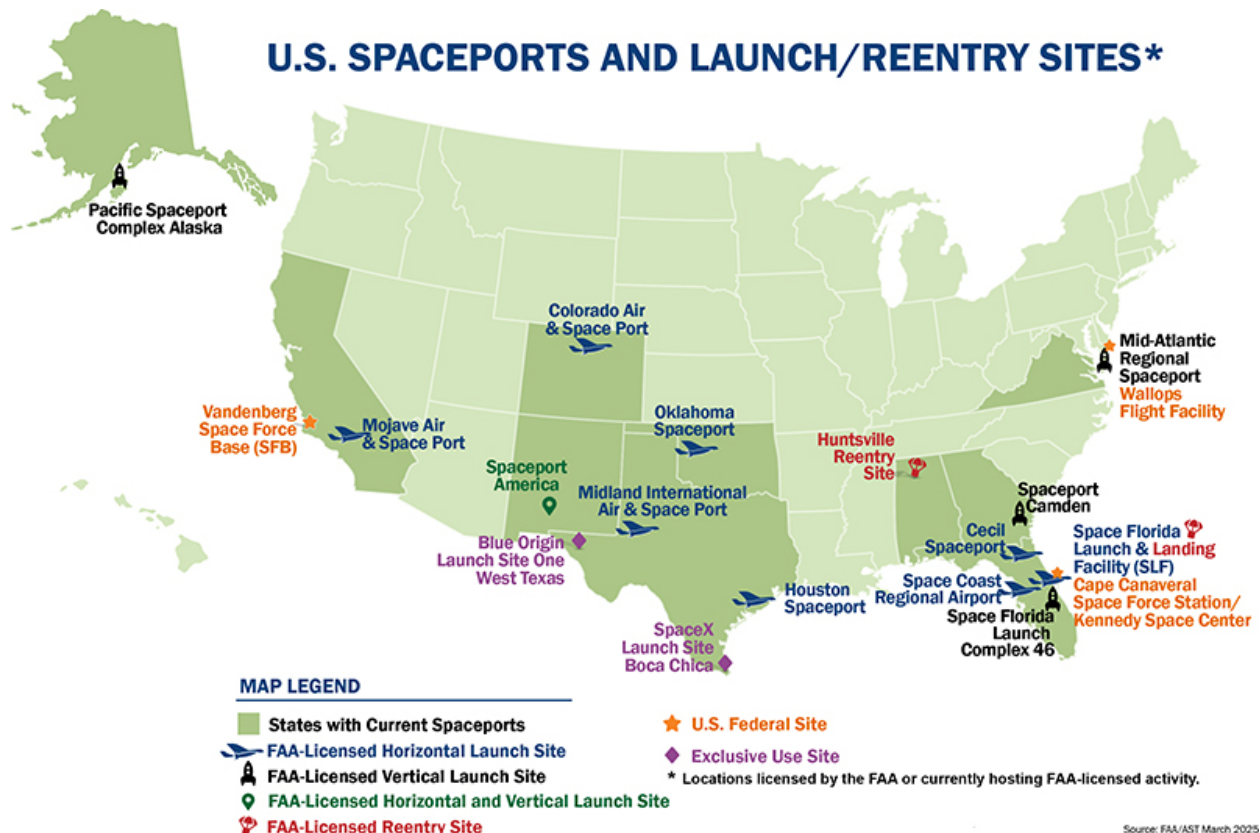 U.S. SPACEPORTS AND LAUNCH/REENTRY SITES*
Pacific Spaceport
Complex Alaska
Colorado Air
& Space Port
Mid-Atlantic
Regional
Spaceport
Wallops
Flight Facility
Vandenberg
Space Force
Base (SFB)
Mojave Air
& Space Port
Oklahoma
Spaceport
Huntsville
Reentry
Site
Spaceport
America
Midland International
Air & Space Port
Spaceport
Camden
Blue Origin
Launch Site One
West Texas
Cecil
Spaceport
Space Florida
Launch & Landing
Facility (SLF)
Cape Canaveral
Space Force Station/
Kennedy Space Center
Houston
Spaceport
Space Coast
Regional Airport
Space Florida
Launch
Complex 46
SpaceX
Launch Site
Boca Chica
MAP LEGEND
States with Current Spaceports
FAA-Licensed Horizontal Launch Site
FAA-Licensed Vertical Launch Site
FAA-Licensed Horizontal and Vertical Launch Site
FAA-Licensed Reentry Site
U.S. Federal Site
Exclusive Use Site
* Locations licensed by the FAA or currently hosting FAA-licensed activity.
Source: FAA/AST March 2025